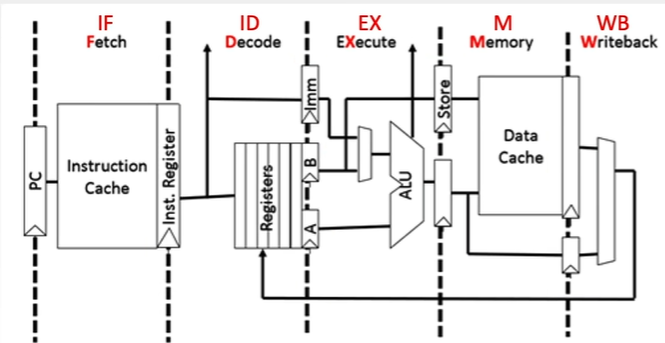 IF
ID
EX
M
WB
Fetch
Decode
EXecute
Memory
Writeback
PC
Instruction
Cache
Inst. Register
Registers
Imm
B
A
ALU
Store
Data
Cache